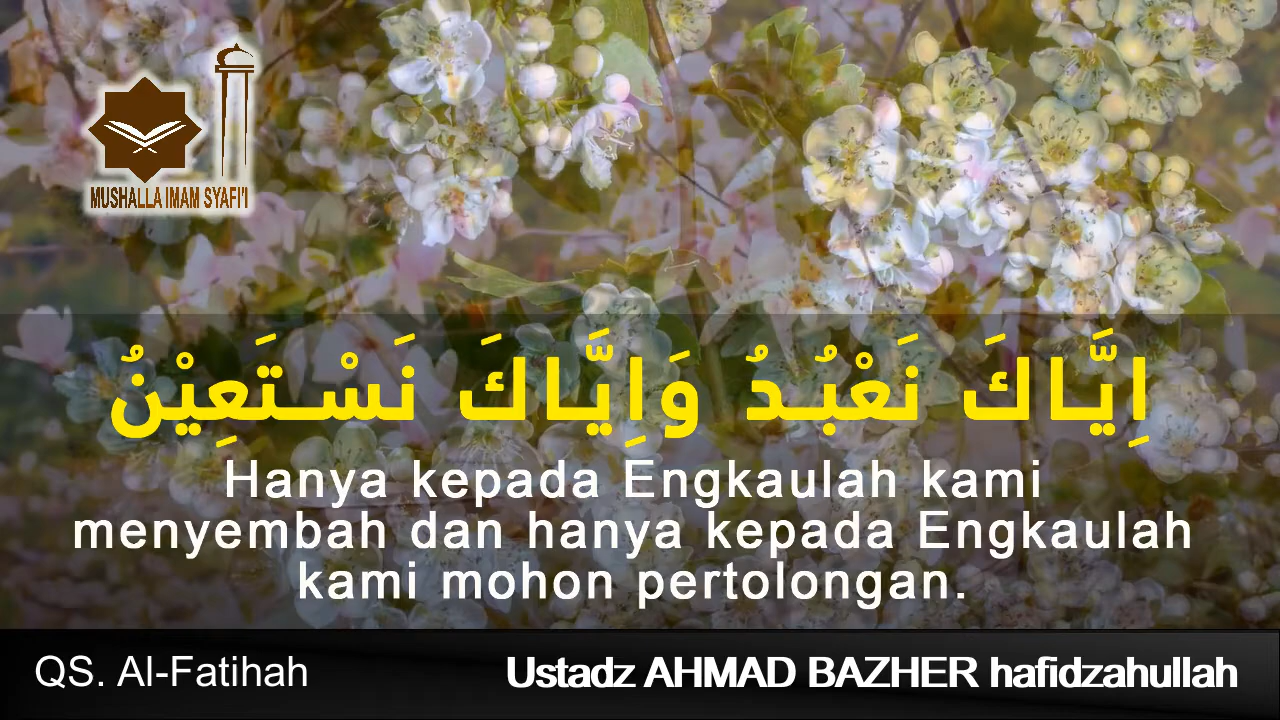 MUSHALLA IMAM SYAFI'I
اِيَّاكَ نَعْبُدُ وَاِيَّاكَ نَسْتَعِيْنُ
Hanya kepada Engkaulah kami
menyembah dan hanya kepada Engkaulah
kami mohon pertolongan.
QS. Al-Fatihah
Ustadz AHMAD BAZHER hafidzahullah